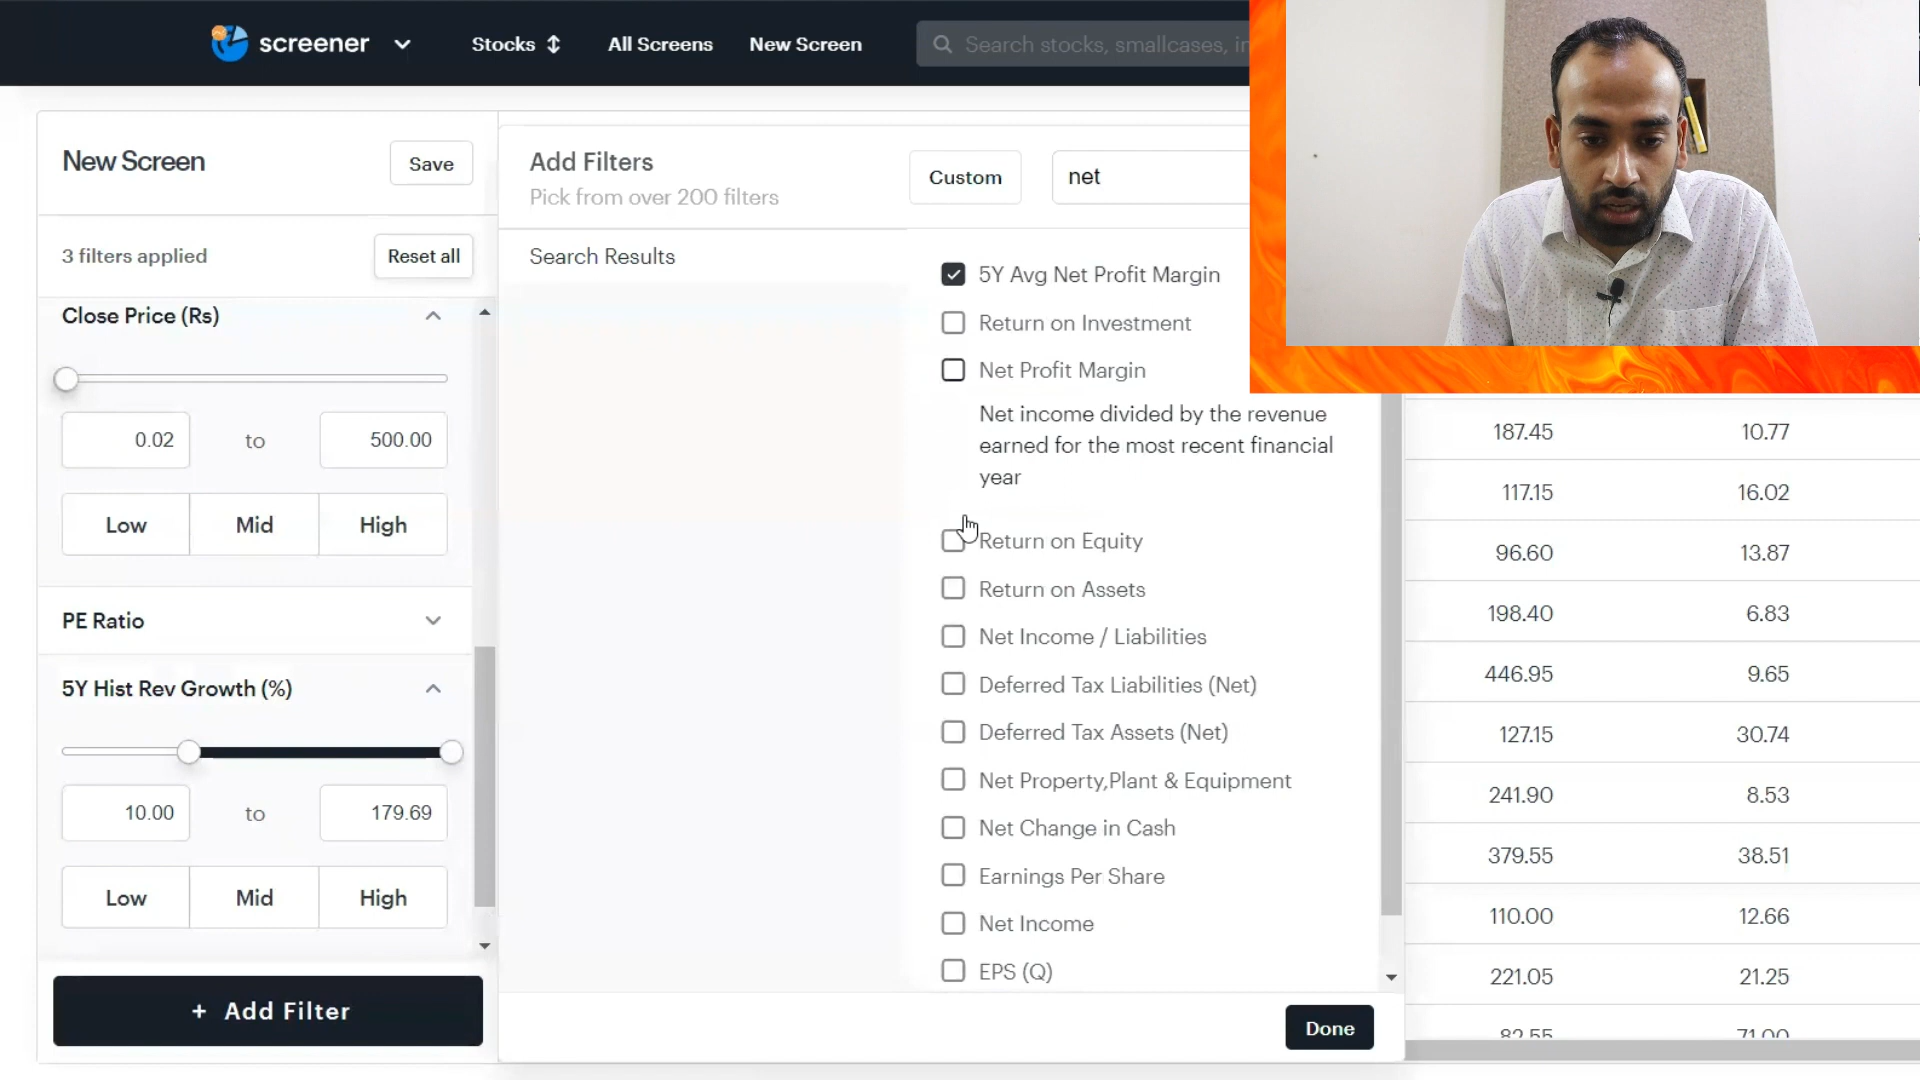 screener
Stocks
All Screens
New Screen
Search stocks, smallcases, in
New Screen
Save
3 filters applied
Reset all
Close Price (Rs)
0.02 to 500.00
Low Mid High
PE Ratio
5Y Hist Rev Growth (%)
10.00 to 179.69
Low Mid High
+ Add Filter
Add Filters
Pick from over 200 filters
Custom
net
Search Results
5Y Avg Net Profit Margin
Return on Investment
Net Profit Margin
Net income divided by the revenue
earned for the most recent financial
year
Return on Equity
Return on Assets
Net Income / Liabilities
Deferred Tax Liabilities (Net)
Deferred Tax Assets (Net)
Net Property,Plant & Equipment
Net Change in Cash
Earnings Per Share
Net Income
EPS (Q)
Done
187.45 10.77
117.15 16.02
96.60 13.87
198.40 6.83
446.95 9.65
127.15 30.74
241.90 8.53
379.55 38.51
110.00 12.66
221.05 21.25
82.55 71.00